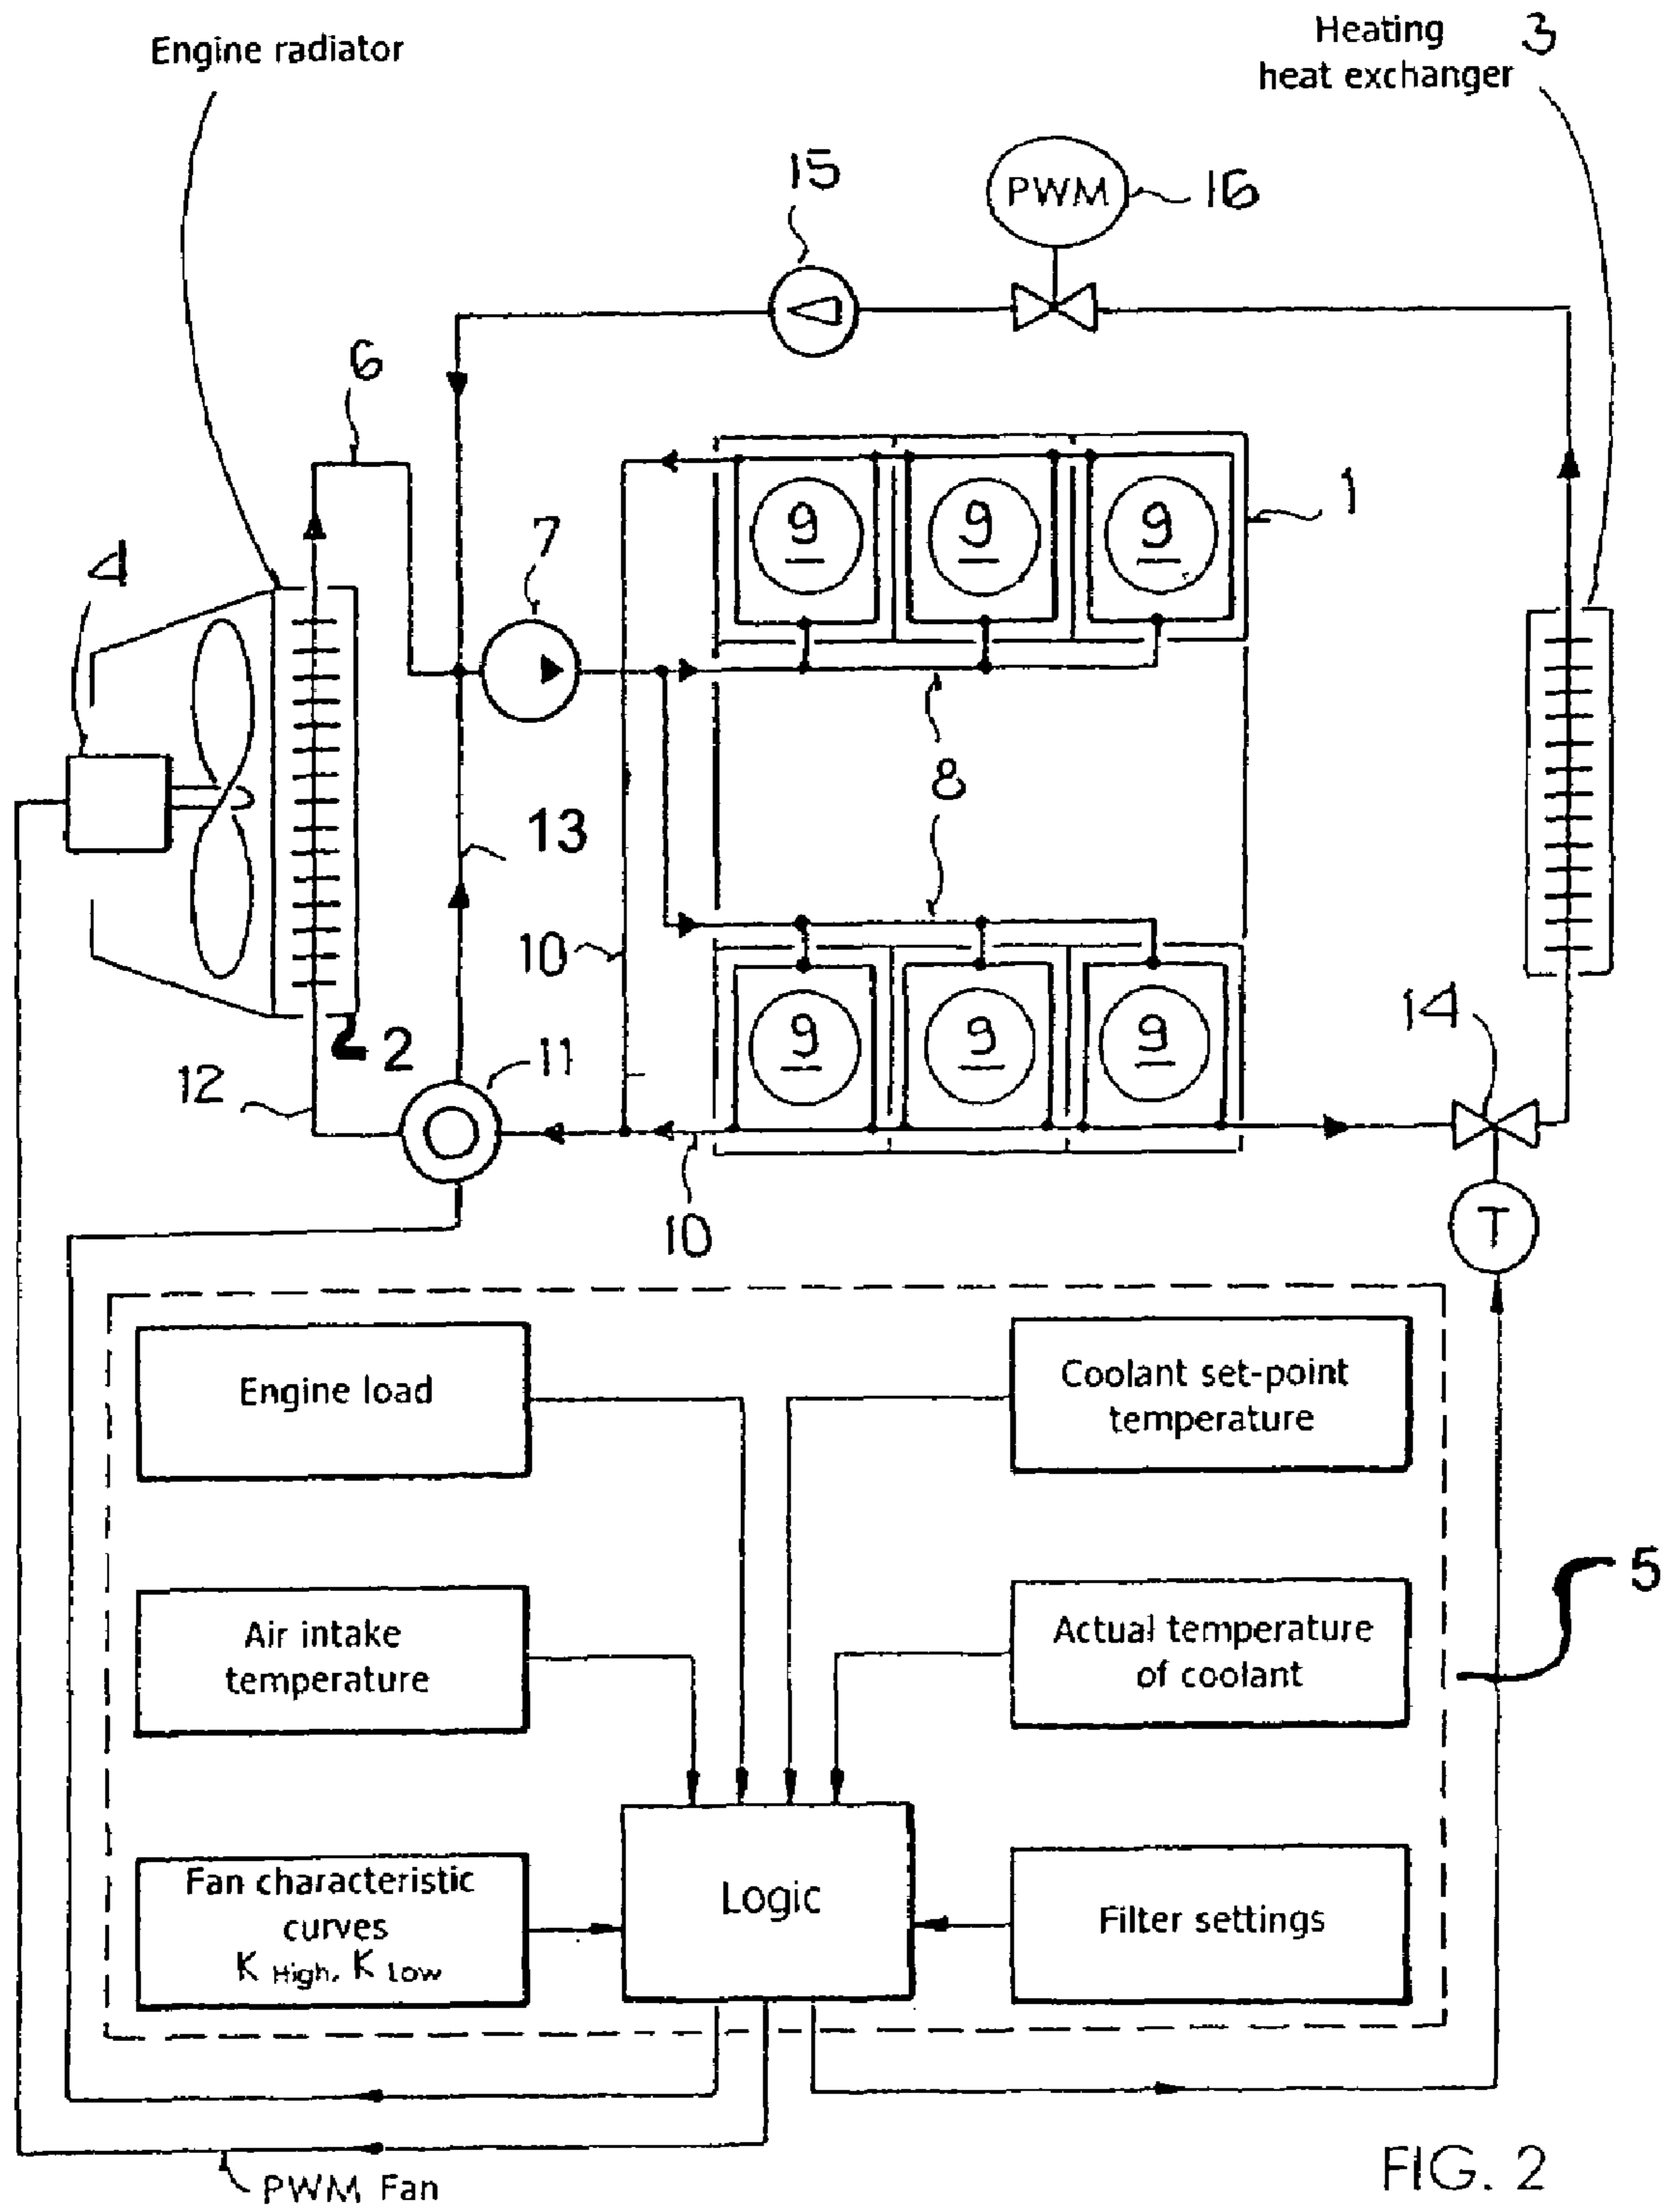 Engine radiator
Heating
heat exchanger
3
15
PWM
16
6
1
7
4
9
9
9
8
13
10
9
9
9
14
2
11
12
10
T
Engine load
Coolant set-point
temperature
5
Air intake
temperature
Actual temperature
of coolant
Fan characteristic
curves
K High, K Low
Logic
Filter settings
PWM Fan
FIG. 2